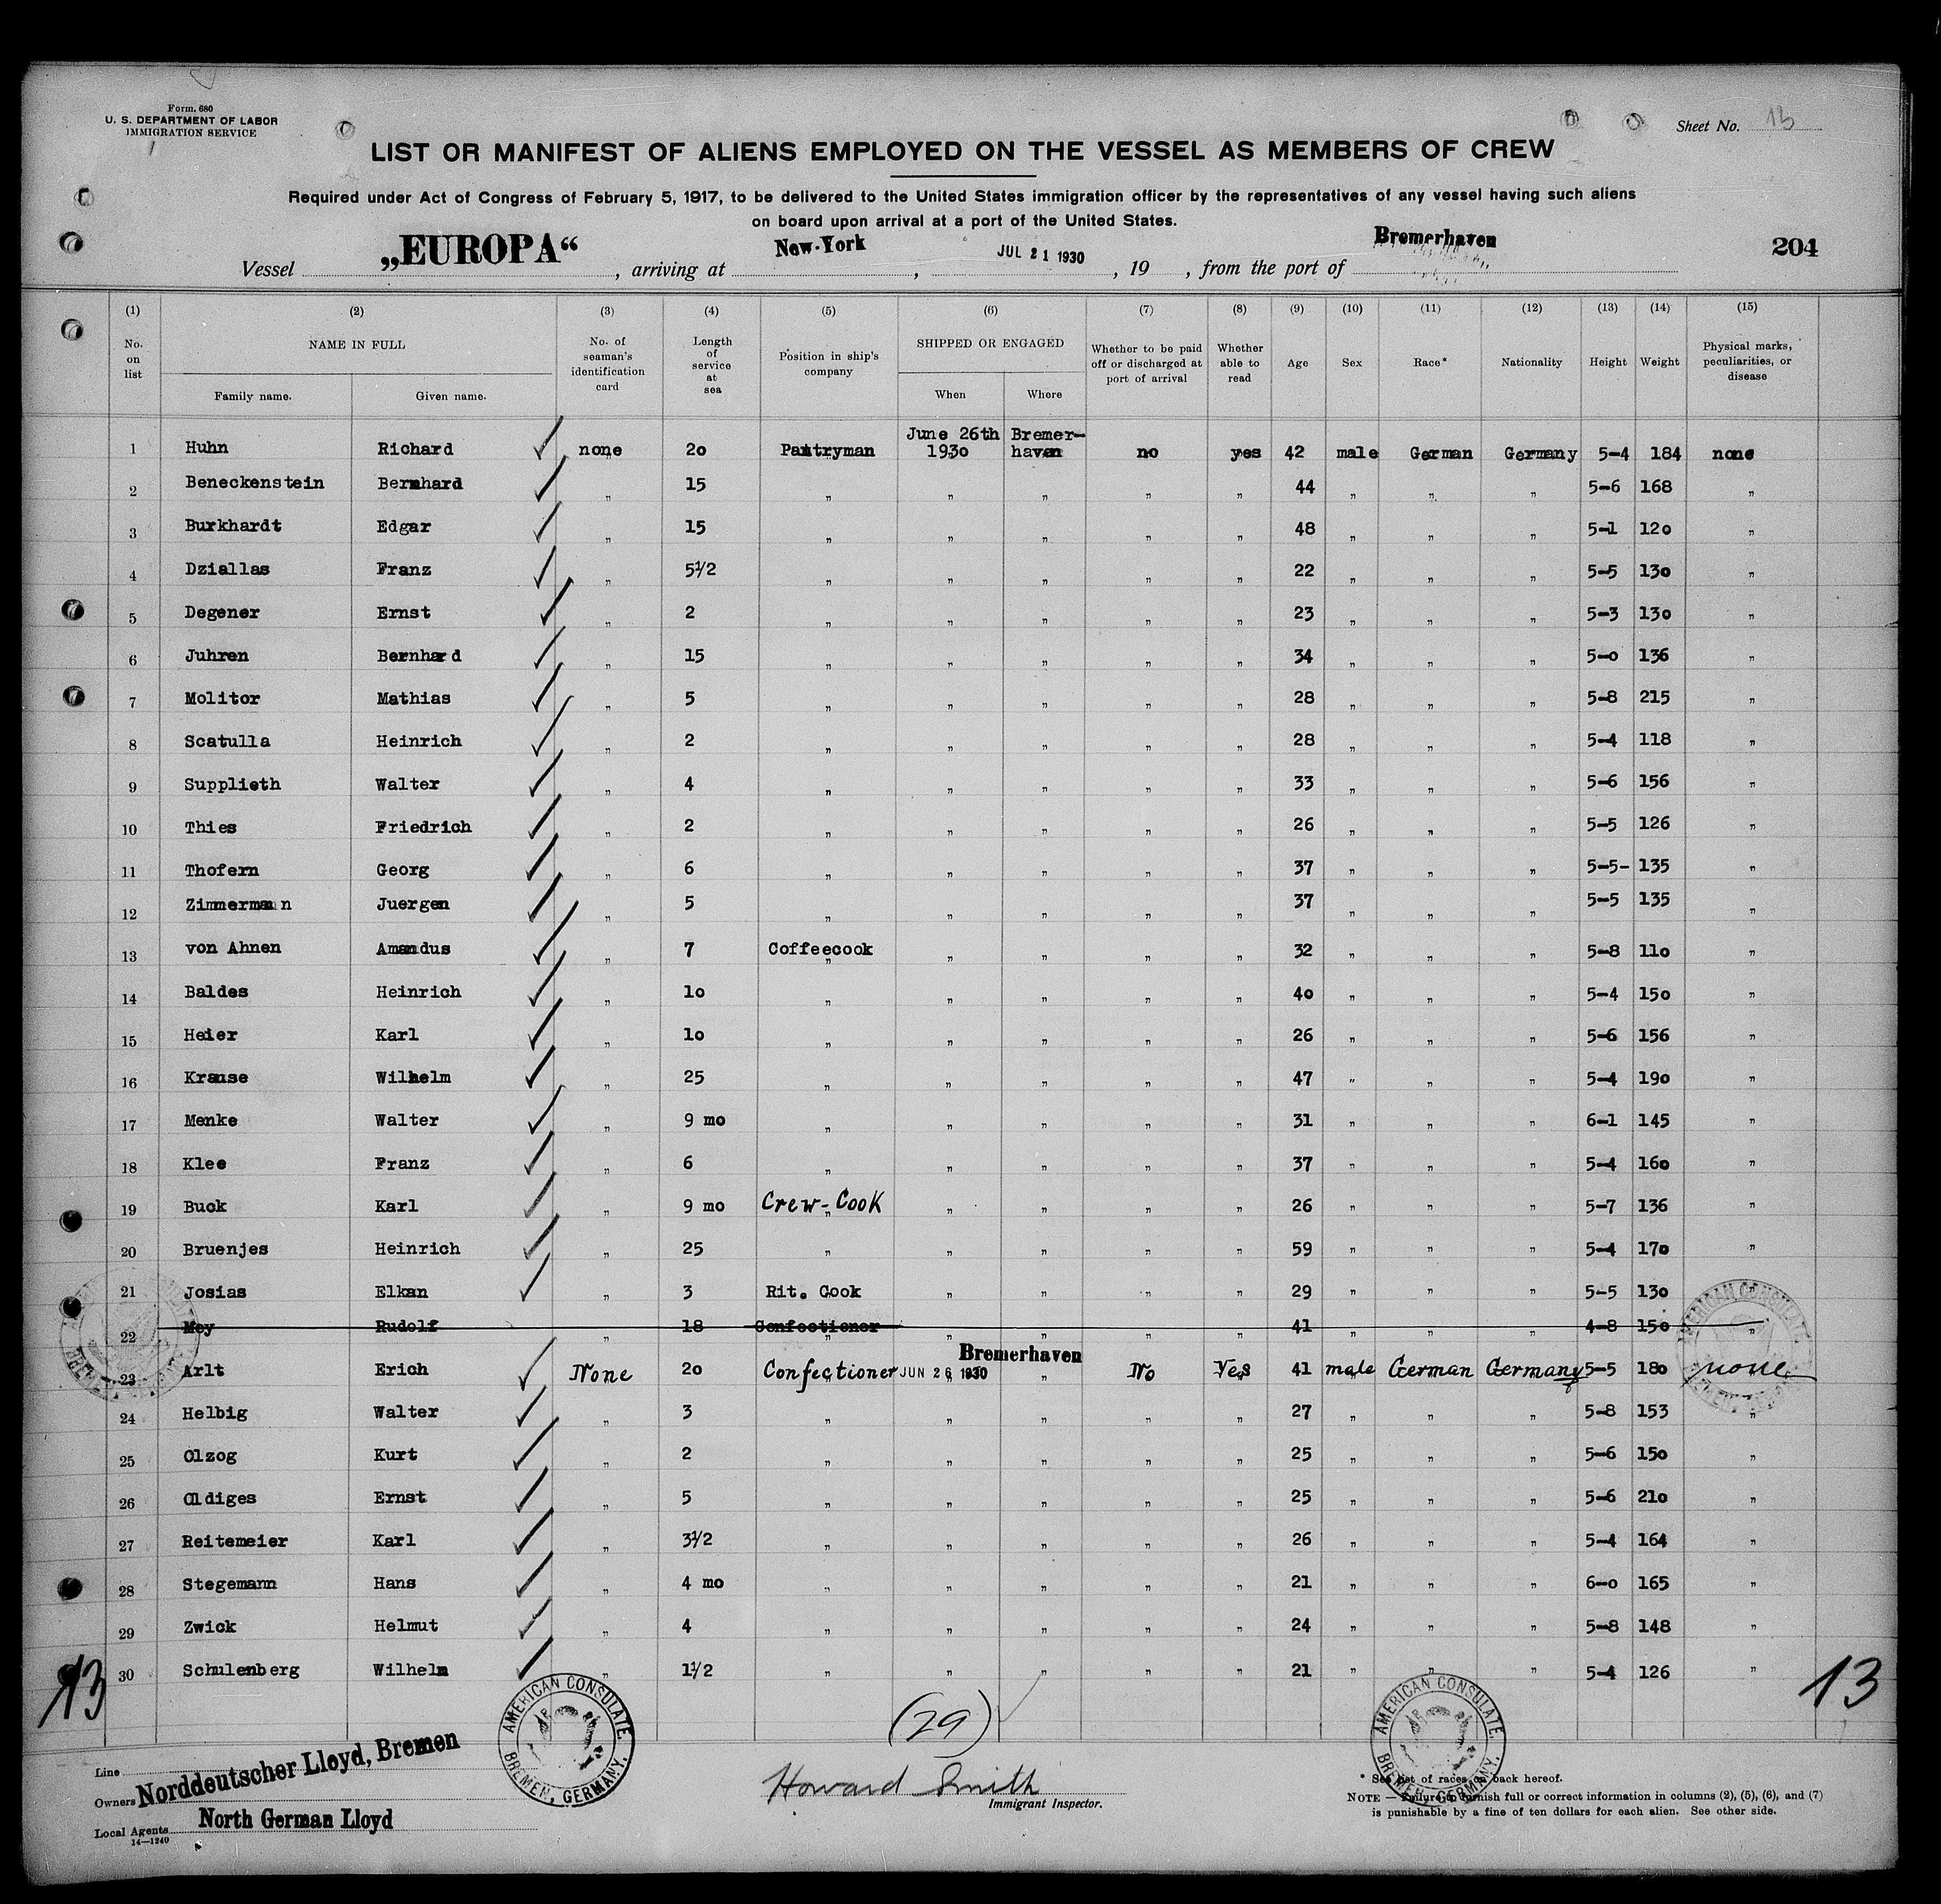 Form. 680
U. S. DEPARTMENT OF LABOR
IMMIGRATION SERVICE
Sheet No. 13
LIST OR MANIFEST OF ALIENS EMPLOYED ON THE VESSEL AS MEMBERS OF CREW
Required under Act of Congress of February 5, 1917, to be delivered to the United States immigration officer by the representatives of any vessel having such aliens
on board upon arrival at a port of the United States.
Vessel „EUROPA“, arriving at New-York, JUL 21 1930, 19 , from the port of Bremerhaven 204
(1) (2) (3) (4) (5) (6) (7) (8) (9) (10) (11) (12) (13) (14) (15)
No. on list NAME IN FULL Family name. Given name. No. of seaman's identification card Length of service at sea Position in ship's company SHIPPED OR ENGAGED When Where Whether to be paid off or discharged at port of arrival Whether able to read Age Sex Race* Nationality Height Weight Physical marks, peculiarities, or disease
1 Huhn Richard none 20 Pantryman June 26th 1930 Bremer-haven no yes 42 male German Germany 5-4 184 none
2 Beneckenstein Bernhard „ 15 „ „ „ „ „ 44 „ „ „ 5-6 168 „
3 Burkhardt Edgar „ 15 „ „ „ „ „ 48 „ „ „ 5-1 120 „
4 Dziallas Franz „ 5½ „ „ „ „ „ 22 „ „ „ 5-5 130 „
5 Degener Ernst „ 2 „ „ „ „ „ 23 „ „ „ 5-3 130 „
6 Juhren Bernhard „ 15 „ „ „ „ „ 34 „ „ „ 5-0 136 „
7 Molitor Mathias „ 5 „ „ „ „ „ 28 „ „ „ 5-8 215 „
8 Scatulla Heinrich „ 2 „ „ „ „ „ 28 „ „ „ 5-4 118 „
9 Supplieth Walter „ 4 „ „ „ „ „ 33 „ „ „ 5-6 156 „
10 Thies Friedrich „ 2 „ „ „ „ „ 26 „ „ „ 5-5 126 „
11 Thofern Georg „ 6 „ „ „ „ „ 37 „ „ „ 5-5- 135 „
12 Zimmermann Juergen „ 5 „ „ „ „ „ 37 „ „ „ 5-5 135 „
13 von Ahnen Amandus „ 7 Coffeecook „ „ „ „ 32 „ „ „ 5-8 110 „
14 Baldes Heinrich „ 10 „ „ „ „ „ 40 „ „ „ 5-4 150 „
15 Heier Karl „ 10 „ „ „ „ „ 26 „ „ „ 5-6 156 „
16 Krause Wilhelm „ 25 „ „ „ „ „ 47 „ „ „ 5-4 190 „
17 Menke Walter „ 9 mo „ „ „ „ „ 31 „ „ „ 6-1 145 „
18 Klee Franz „ 6 „ „ „ „ „ 37 „ „ „ 5-4 160 „
19 Buck Karl „ 9 mo Crew-Cook „ „ „ „ 26 „ „ „ 5-7 136 „
20 Bruenjes Heinrich „ 25 „ „ „ „ „ 59 „ „ „ 5-4 170 „
21 Josias Elkan „ 3 Rit. Cook „ „ „ „ 29 „ „ „ 5-5 130 „
22 Mey Rudolf 18 Confectioner „ „ „ „ 41 „ „ „ 4-8 150 „
23 Arlt Erich None 20 Confectioner JUN 26 1930 Bremerhaven No Yes 41 male German Germany 5-5 180 none
24 Helbig Walter „ 3 „ „ „ „ „ 27 „ „ „ 5-8 153 „
25 Olzog Kurt „ 2 „ „ „ „ „ 25 „ „ „ 5-6 150 „
26 Oldiges Ernst „ 5 „ „ „ „ „ 25 „ „ „ 5-6 210 „
27 Reitemeier Karl „ 3½ „ „ „ „ „ 26 „ „ „ 5-4 164 „
28 Stegemann Hans „ 4 mo „ „ „ „ „ 21 „ „ „ 6-0 165 „
29 Zwick Helmut „ 4 „ „ „ „ „ 24 „ „ „ 5-8 148 „
30 Schulenberg Wilhelm „ 1½ „ „ „ „ „ 21 „ „ „ 5-4 126 „
13 13
(29)
AMERICAN CONSULATE. BREMEN, GERMANY.
AMERICAN CONSULATE. BREMEN, GERMANY.
Line
Owners Norddeutscher Lloyd, Bremen
Local Agents North German Lloyd
14—1240
Howard Smith
Immigrant Inspector.
* See list of races on back hereof.
NOTE — Failure to furnish full or correct information in columns (2), (5), (6), and (7)
is punishable by a fine of ten dollars for each alien. See other side.